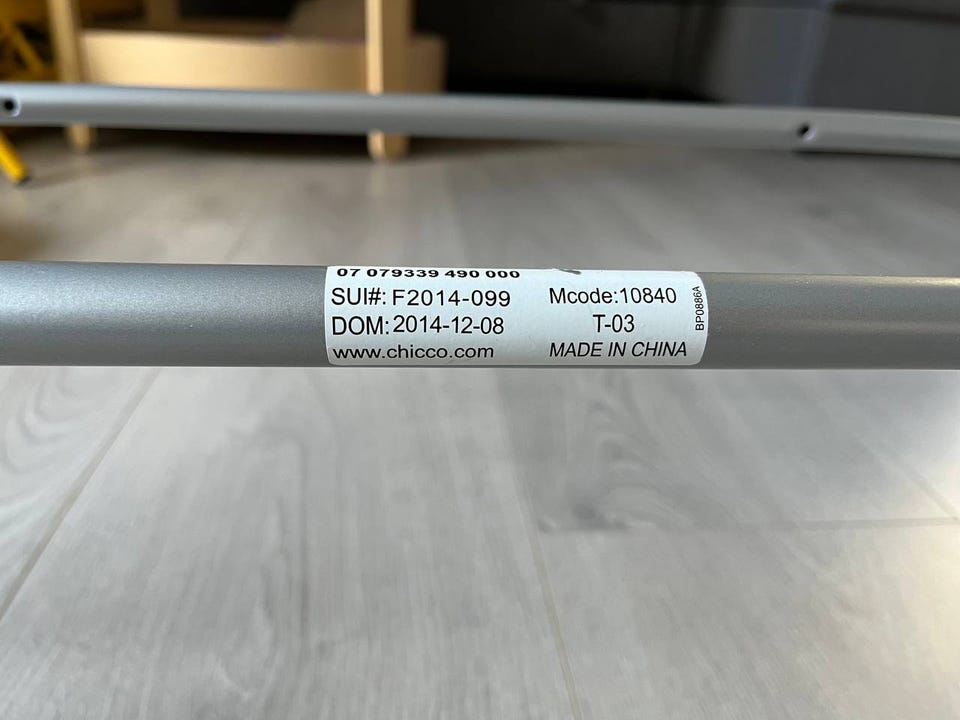 07 079339 490 000
SUI#: F2014-099 Mcode:10840
DOM: 2014-12-08 T-03
www.chicco.com MADE IN CHINA
BP0886A